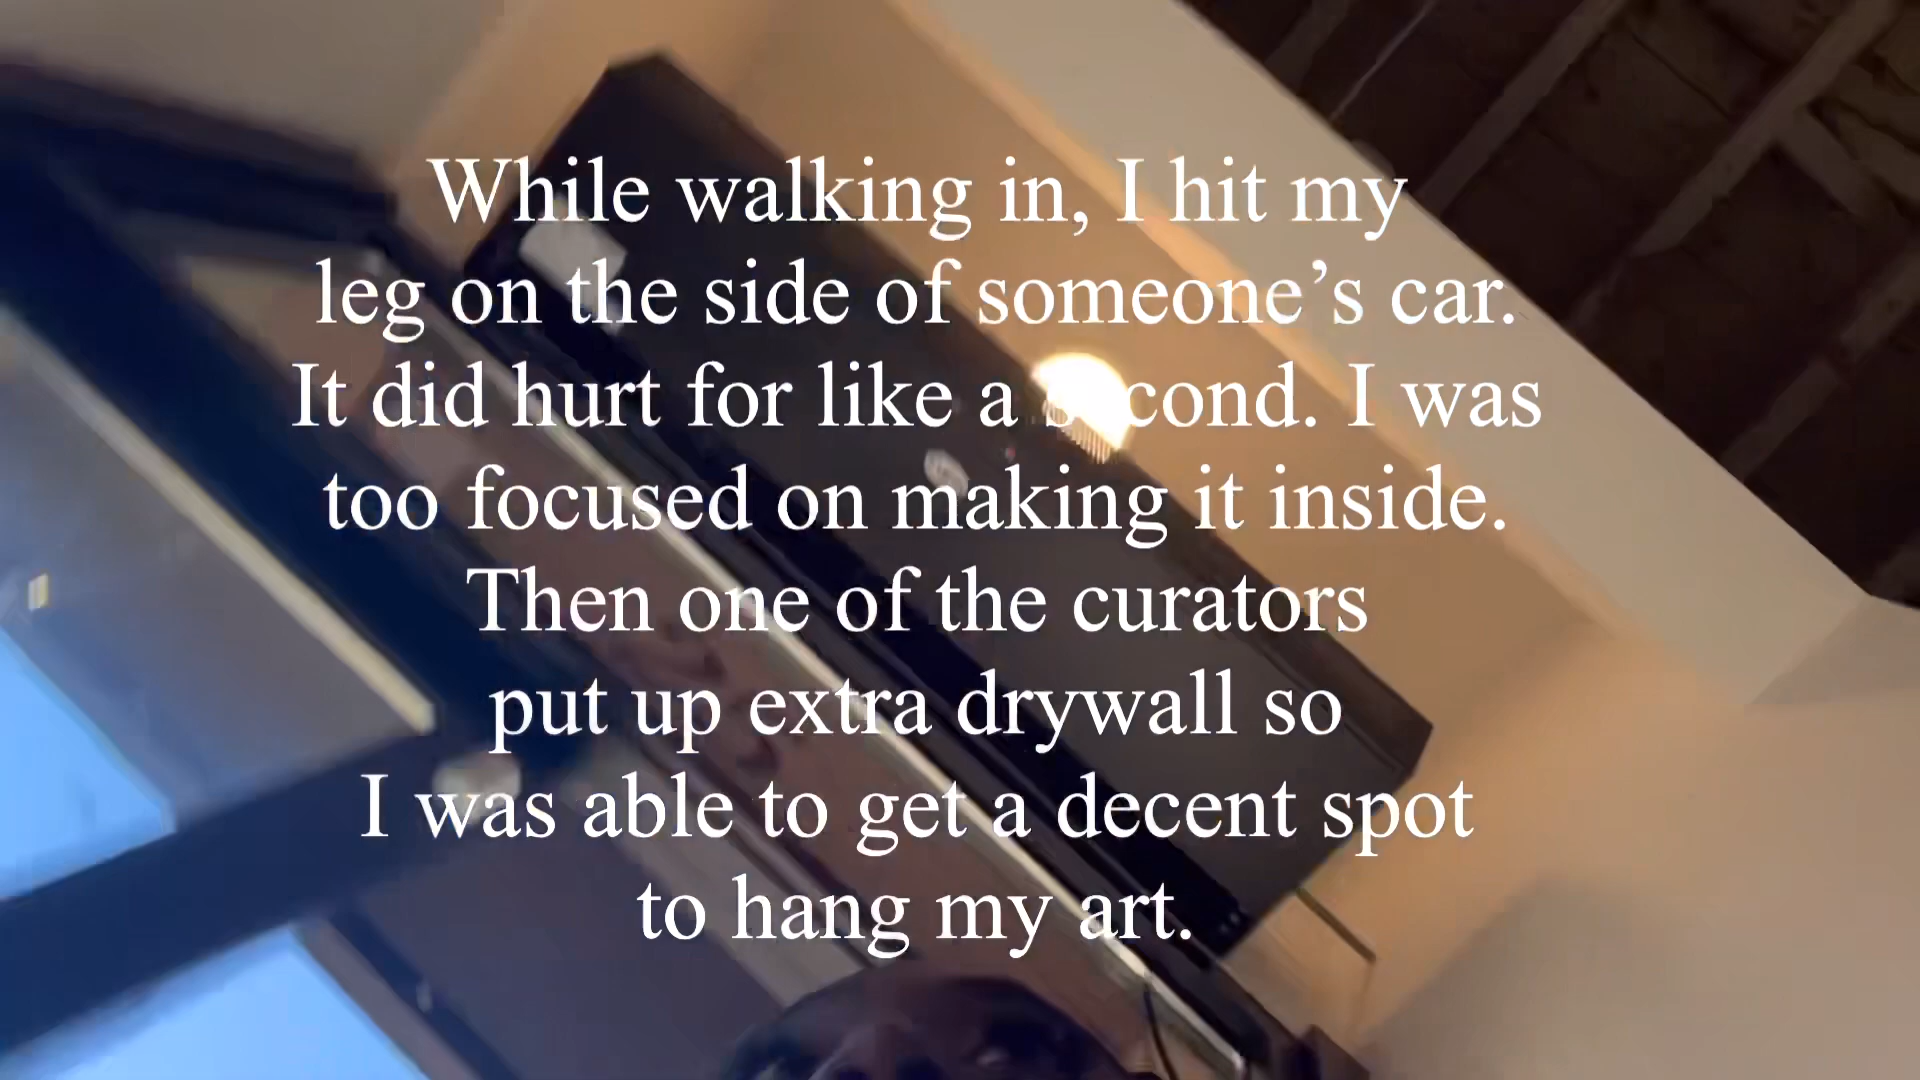 While walking in, I hit my
leg on the side of someone’s car.
It did hurt for like a second. I was
too focused on making it inside.
Then one of the curators
put up extra drywall so
I was able to get a decent spot
to hang my art.